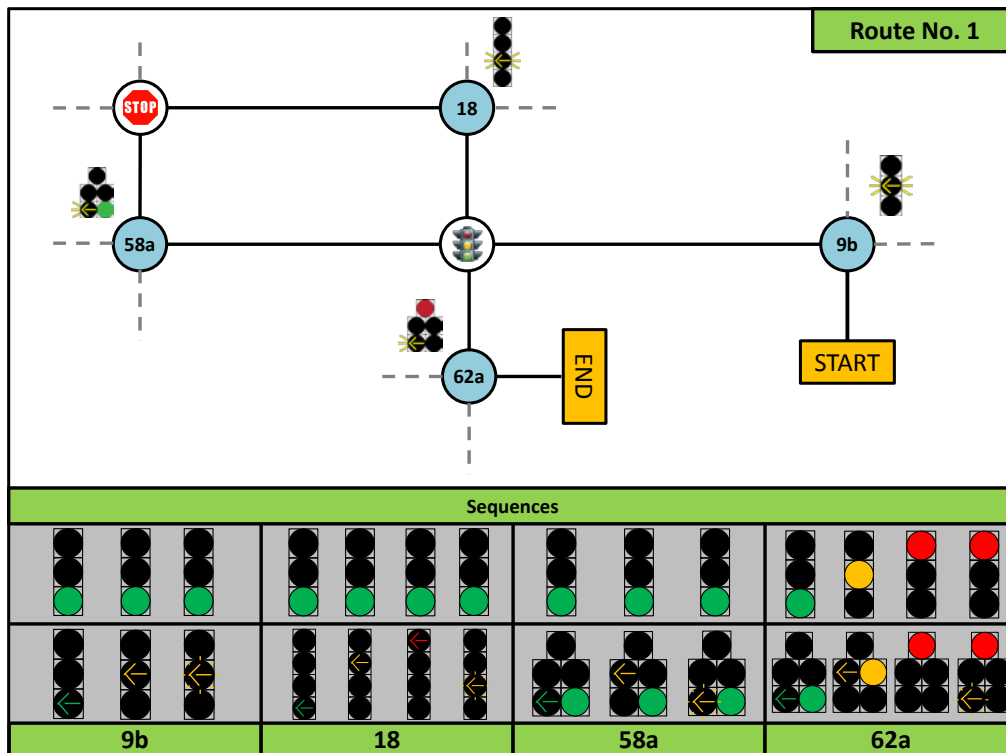 Route No. 1
STOP
18
58a
9b
62a
END
START
Sequences
9b 18 58a 62a